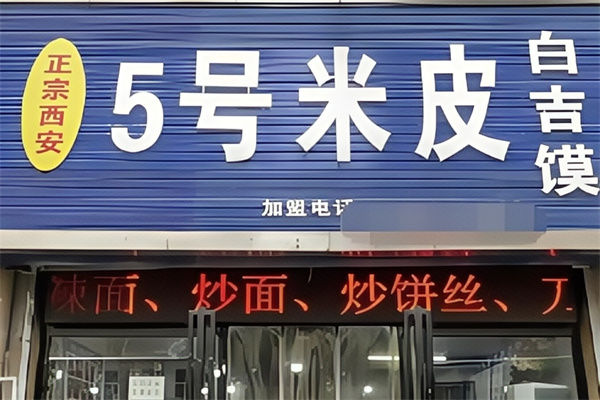 正宗西安
5号米皮
白吉馍
加盟电话
面、炒面、炒饼丝、